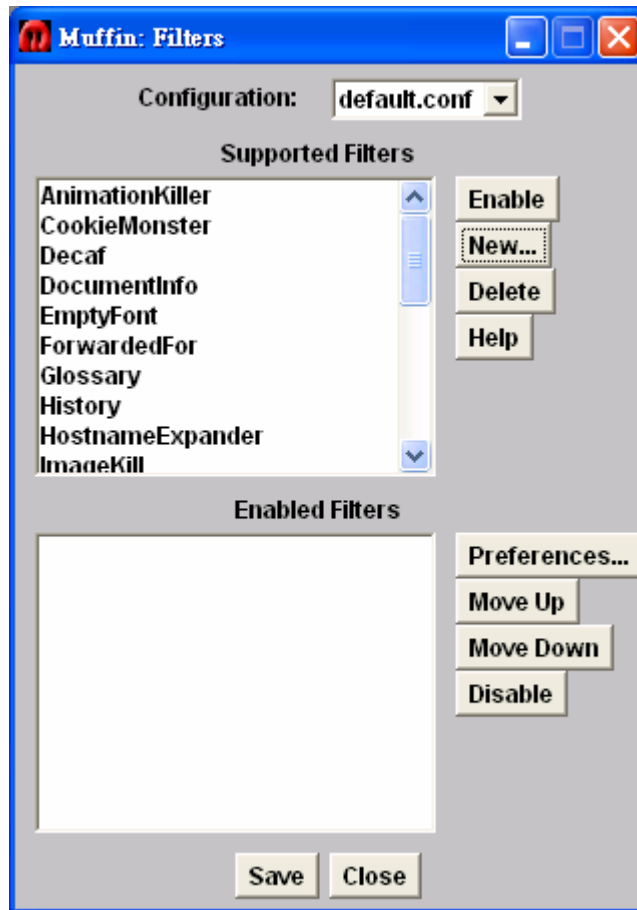 Muffin: Filters
Configuration: default.conf
Supported Filters
AnimationKiller
CookieMonster
Decaf
DocumentInfo
EmptyFont
ForwardedFor
Glossary
History
HostnameExpander
ImageKill
Enable
New...
Delete
Help
Enabled Filters
Preferences...
Move Up
Move Down
Disable
Save Close